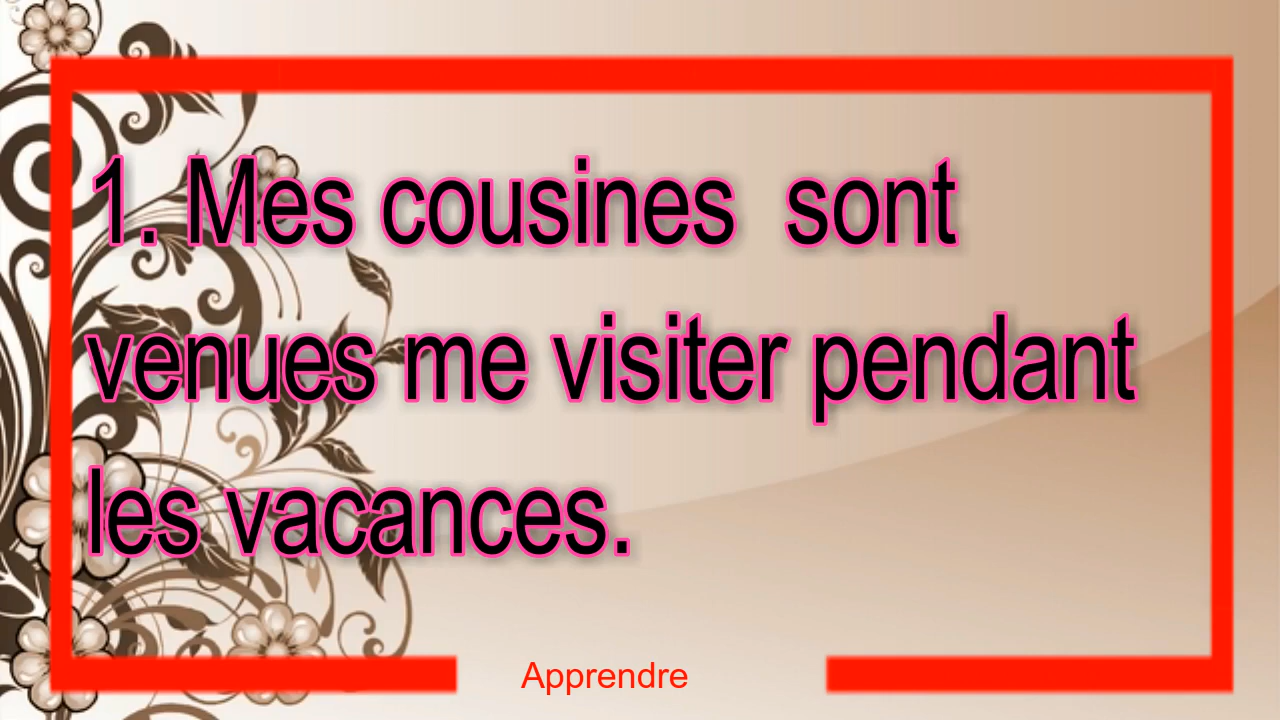 1. Mes cousines sont
venues me visiter pendant
les vacances.
Apprendre